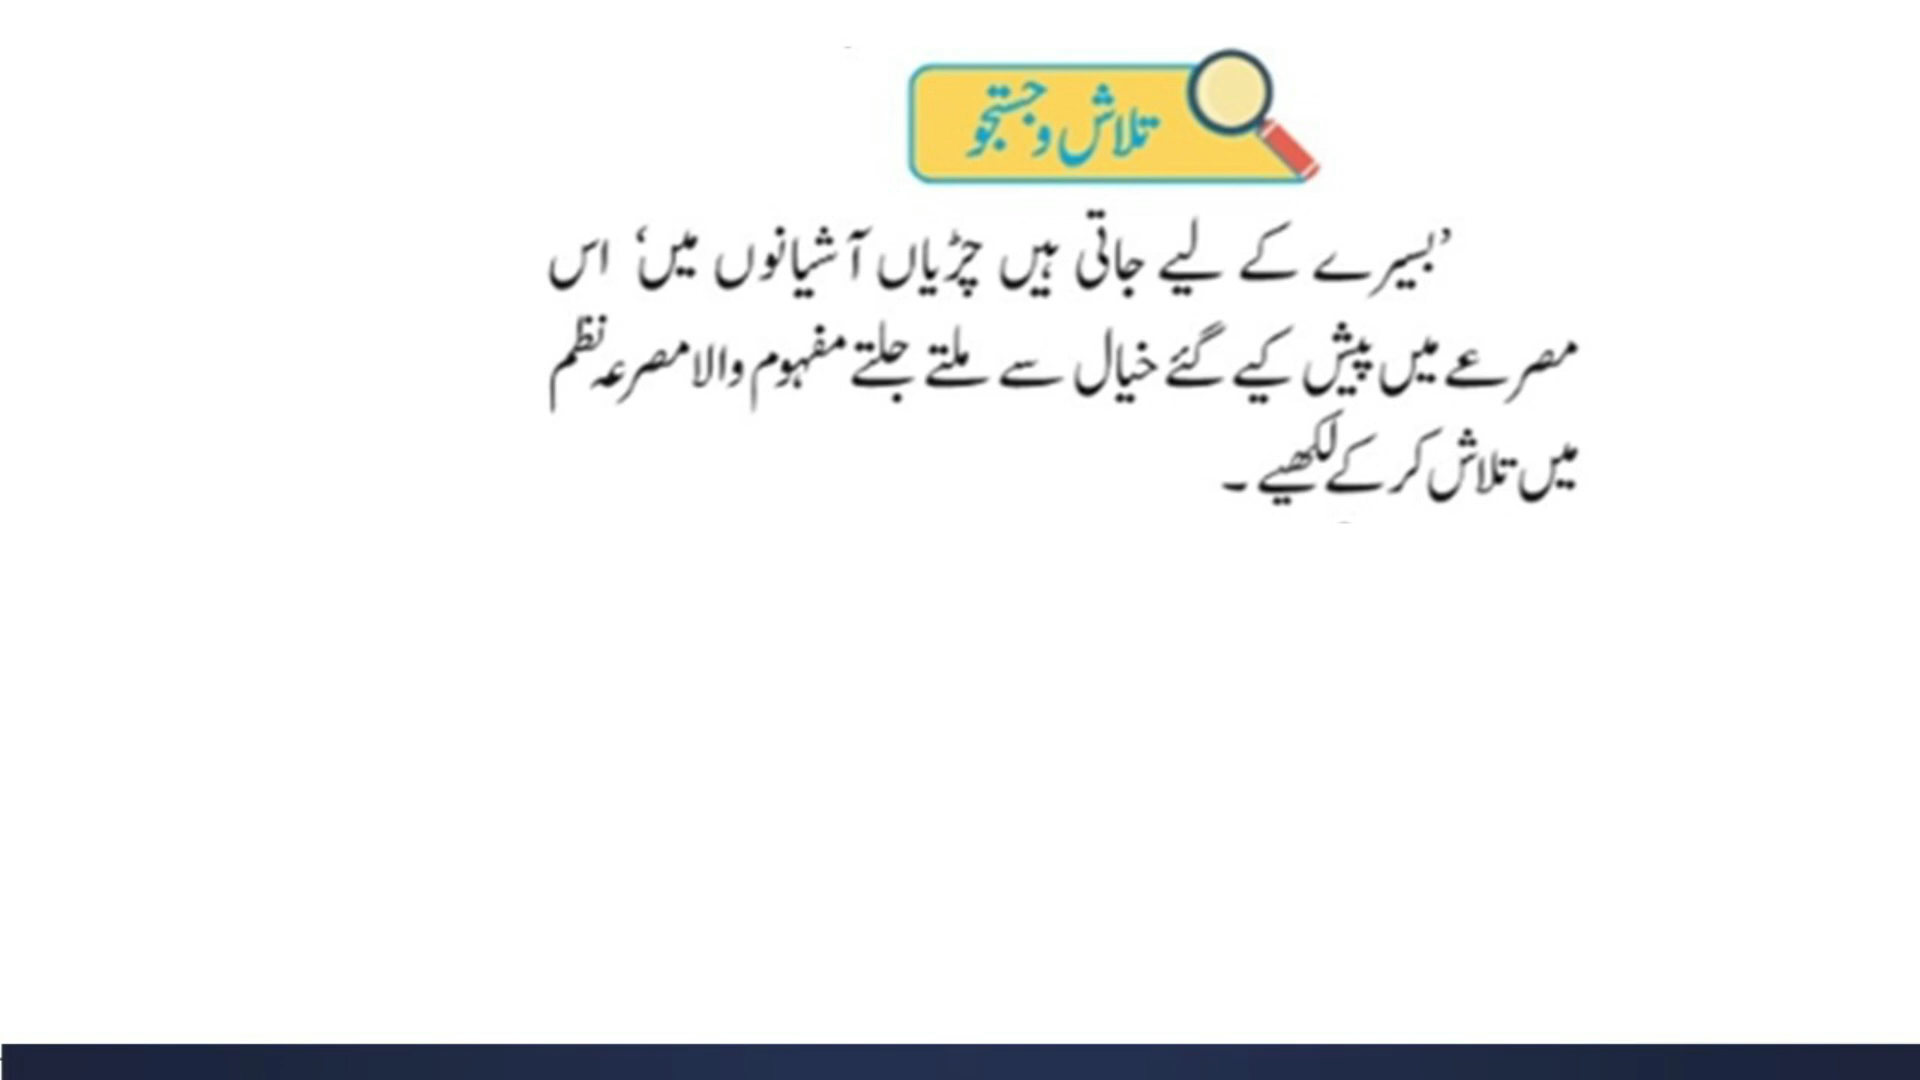 تلاش و جستجو
’بسیرے کے لیے جاتی ہیں چڑیاں آشیانوں میں‘ اس
مصرعے میں پیش کیے گئے خیال سے ملتے جلتے مفہوم والا مصرعہ نظم
میں تلاش کر کے لکھیے۔